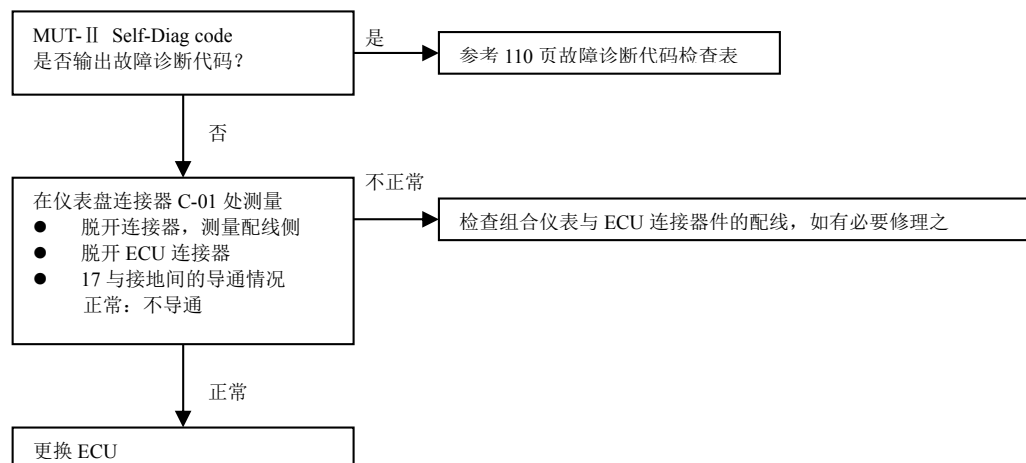 MUT-Ⅱ Self-Diag code
是否输出故障诊断代码？
是
参考 110 页故障诊断代码检查表
否
在仪表盘连接器 C-01 处测量
● 脱开连接器，测量配线侧
● 脱开 ECU 连接器
● 17 与接地间的导通情况
正常：不导通
不正常
检查组合仪表与 ECU 连接器件的配线，如有必要修理之
正常
更换 ECU